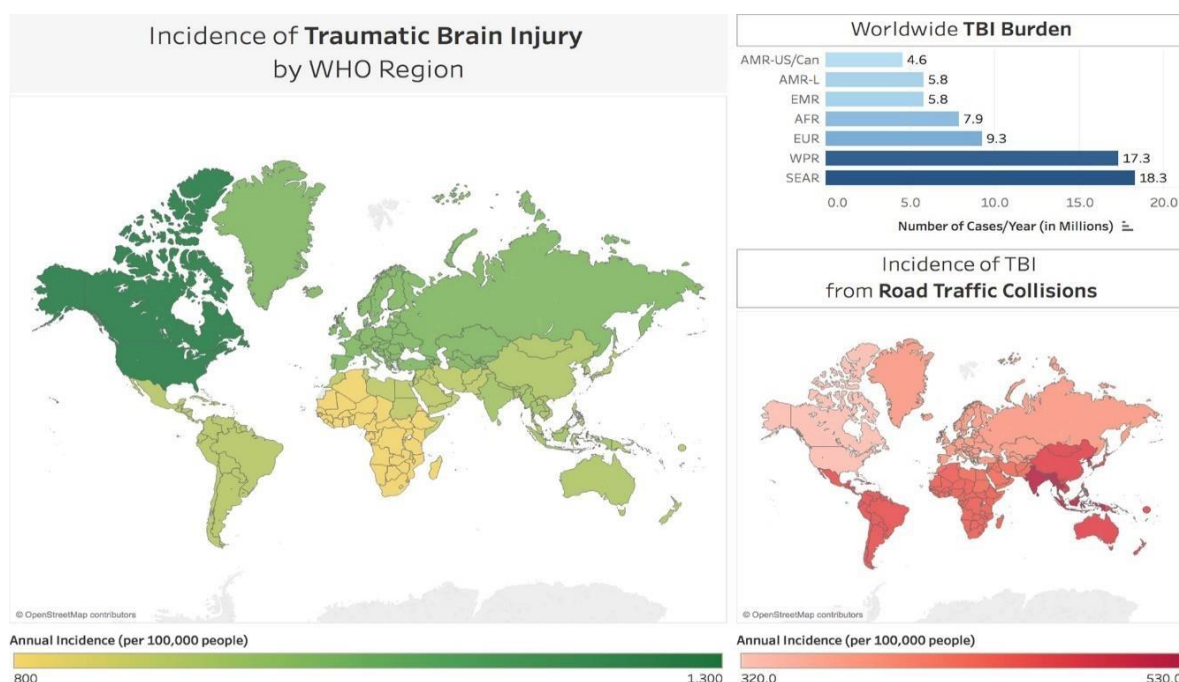 Incidence of Traumatic Brain Injury
by WHO Region
© OpenStreetMap contributors
Annual Incidence (per 100,000 people)
800 1,300
Worldwide TBI Burden
AMR-US/Can 4.6
AMR-L 5.8
EMR 5.8
AFR 7.9
EUR 9.3
WPR 17.3
SEAR 18.3
0.0 5.0 10.0 15.0 20.0
Number of Cases/Year (in Millions)
Incidence of TBI
from Road Traffic Collisions
© OpenStreetMap contributors
Annual Incidence (per 100,000 people)
320.0 530.0